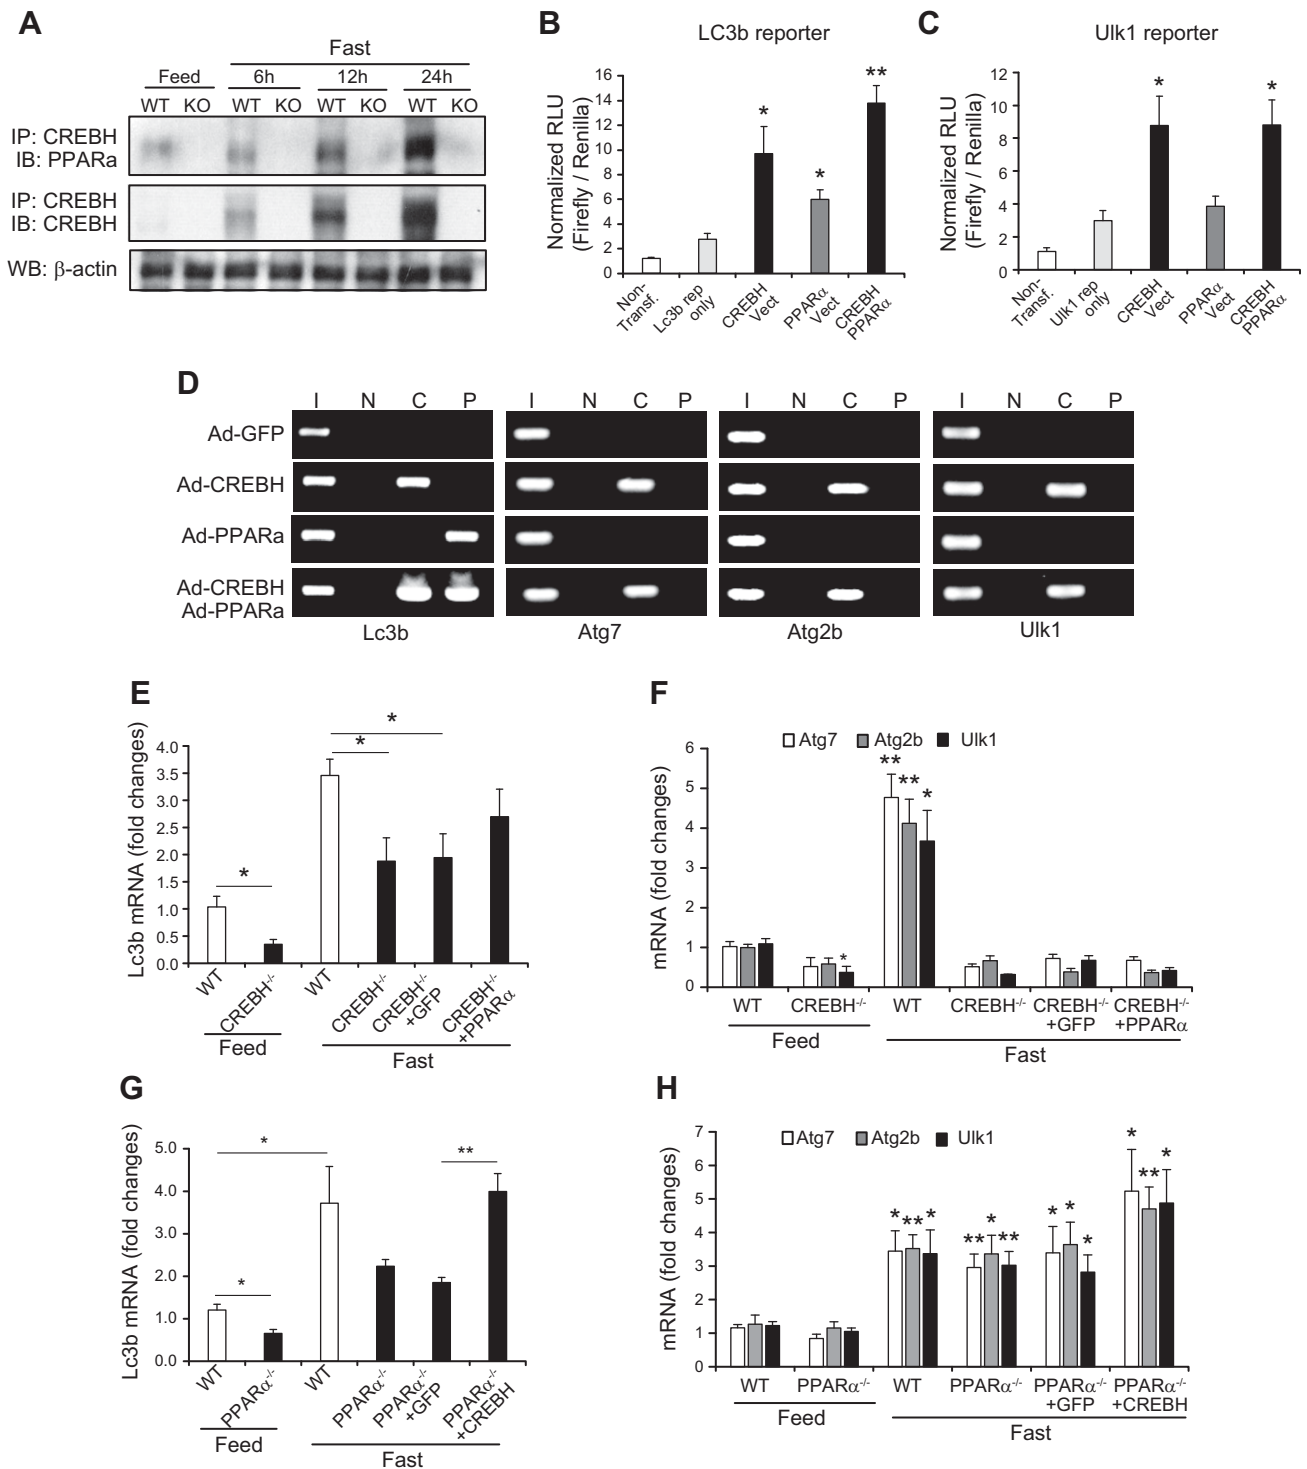 A
Fast
Feed 6h 12h 24h
WT KO WT KO WT KO WT KO
IP: CREBH
IB: PPARa
IP: CREBH
IB: CREBH
WB: β-actin
B
LC3b reporter
Normalized RLU
(Firefly / Renilla)
16
14
12
10
8
6
4
2
0
* * **
Non-
Transf.
Lc3b rep
only
CREBH
Vect
PPARα
Vect
CREBH
PPARα
C
Ulk1 reporter
Normalized RLU
(Firefly / Renilla)
12
10
8
6
4
2
0
* *
Non-
Transf.
Ulk1 rep
only
CREBH
Vect
PPARα
Vect
CREBH
PPARα
D
I N C P I N C P I N C P I N C P
Ad-GFP
Ad-CREBH
Ad-PPARa
Ad-CREBH
Ad-PPARa
Lc3b Atg7 Atg2b Ulk1
E
Lc3b mRNA (fold changes)
4.0
3.5
3.0
2.5
2.0
1.5
1.0
0.5
0.0
* * *
WT
CREBH-/-
WT
CREBH-/-
CREBH-/-
+GFP
CREBH-/-
+PPARα
Feed
Fast
F
Atg7 Atg2b Ulk1
mRNA (fold changes)
6
5
4
3
2
1
0
* ** ** *
WT CREBH-/- WT CREBH-/- CREBH-/- CREBH-/-
+GFP +PPARα
Feed Fast
G
Lc3b mRNA (fold changes)
5.0
4.0
3.0
2.0
1.0
0.0
* * **
WT
PPARα-/-
WT
PPARα-/-
PPARα-/-
+GFP
PPARα-/-
+CREBH
Feed
Fast
H
Atg7 Atg2b Ulk1
mRNA (fold changes)
7
6
5
4
3
2
1
0
* ** * ** * ** * * * * ** *
WT PPARα-/- WT PPARα-/- PPARα-/- PPARα-/-
+GFP +CREBH
Feed Fast